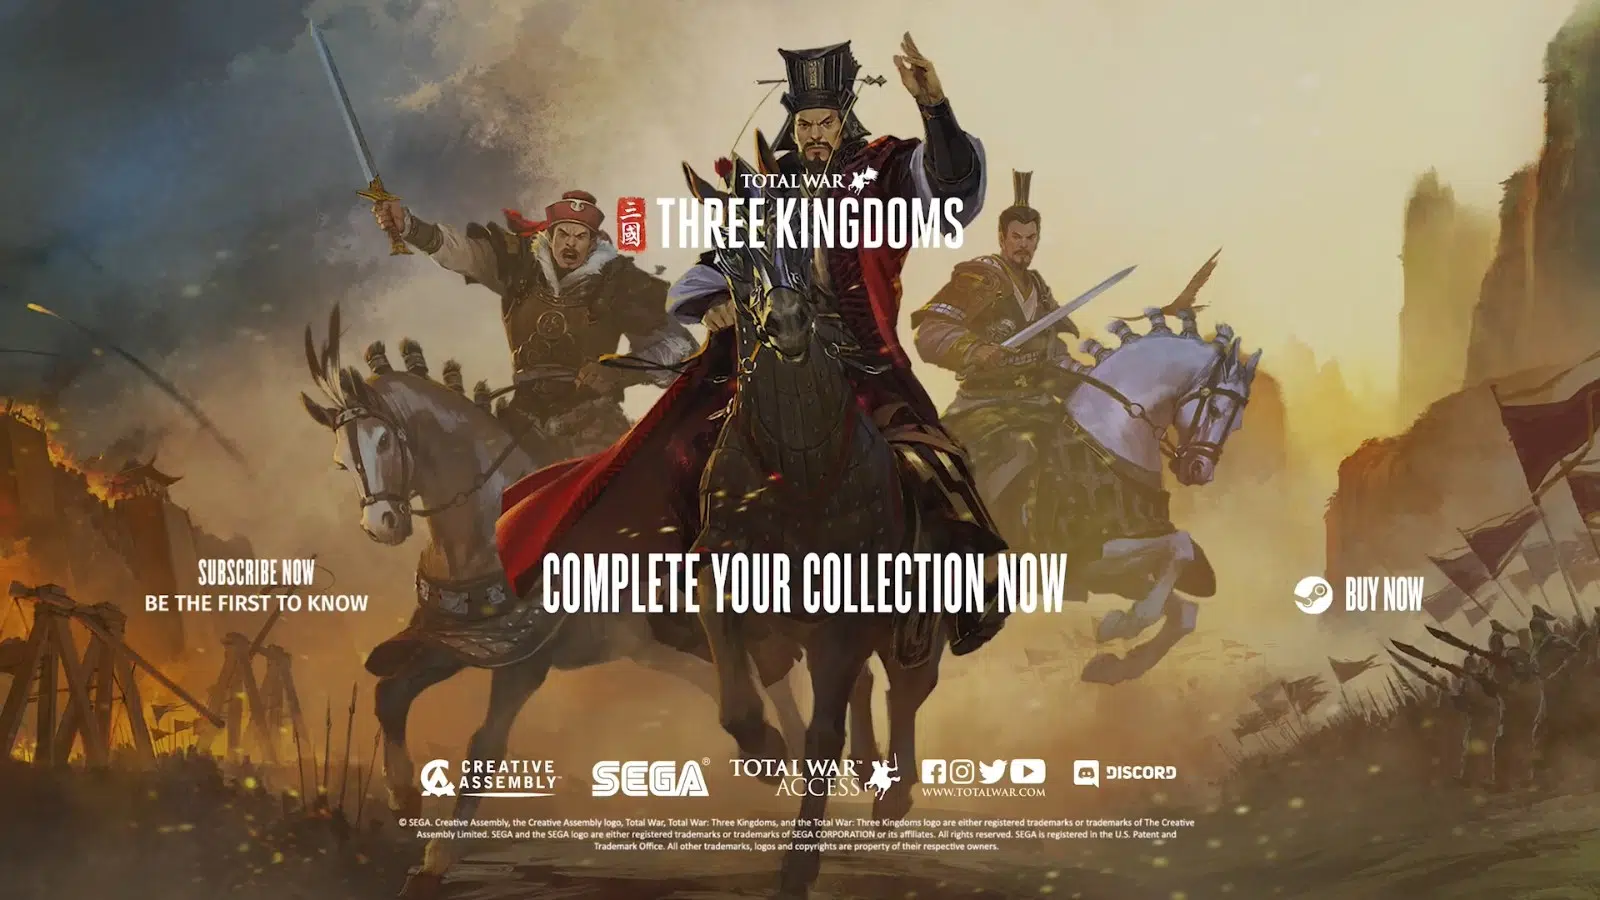 TOTAL WAR™
三國
THREE KINGDOMS
SUBSCRIBE NOW
BE THE FIRST TO KNOW
COMPLETE YOUR COLLECTION NOW
BUY NOW
CREATIVE
ASSEMBLY™
SEGA®
TOTAL WAR™
ACCESS
WWW.TOTALWAR.COM
DISCORD
© SEGA. Creative Assembly, the Creative Assembly logo, Total War, Total War: Three Kingdoms, and the Total War: Three Kingdoms logo are either registered trademarks or trademarks of The Creative
Assembly Limited. SEGA and the SEGA logo are either registered trademarks or trademarks of SEGA CORPORATION or its affiliates. All rights reserved. SEGA is registered in the U.S. Patent and
Trademark Office. All other trademarks, logos and copyrights are property of their respective owners.